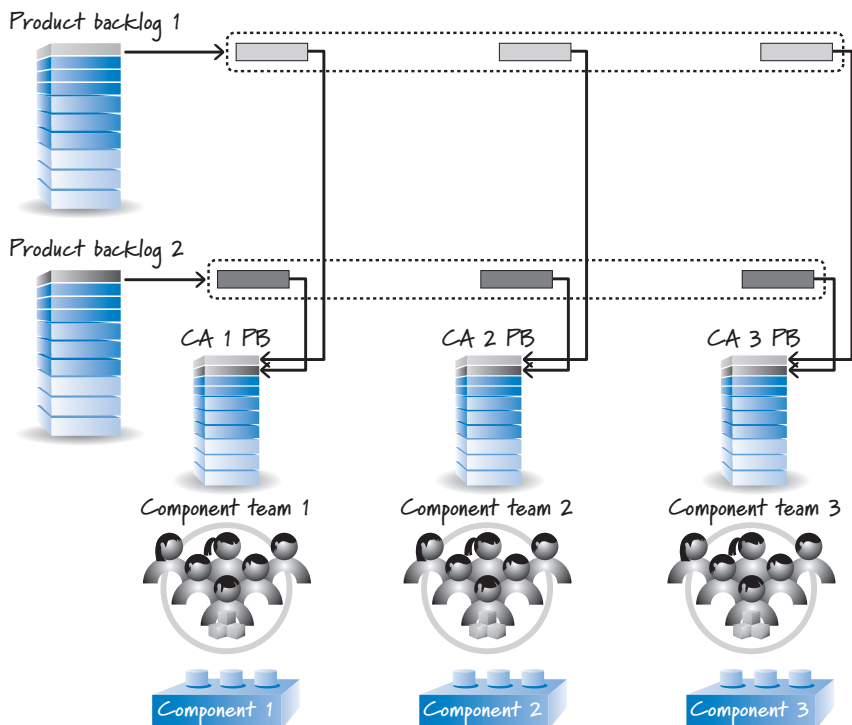 Product backlog 1
Product backlog 2
CA 1 PB
CA 2 PB
CA 3 PB
Component team 1
Component team 2
Component team 3
Component 1
Component 2
Component 3